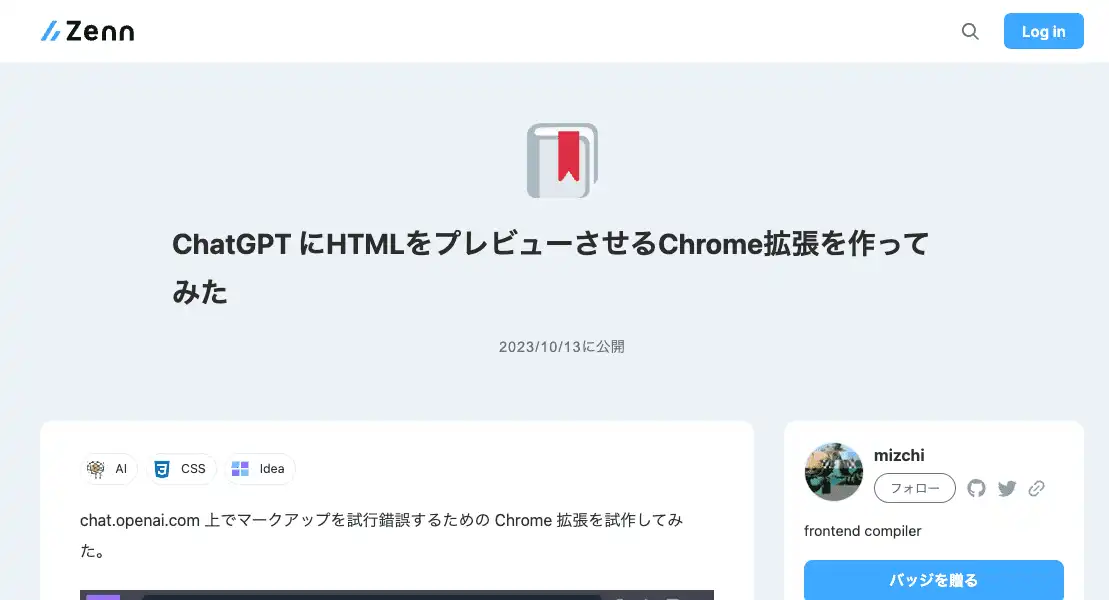 Zenn
Log in
ChatGPT にHTMLをプレビューさせるChrome拡張を作って
みた
2023/10/13に公開
AI
CSS
Idea
chat.openai.com 上でマークアップを試行錯誤するための Chrome 拡張を試作してみ
た。
mizchi
フォロー
frontend compiler
バッジを贈る